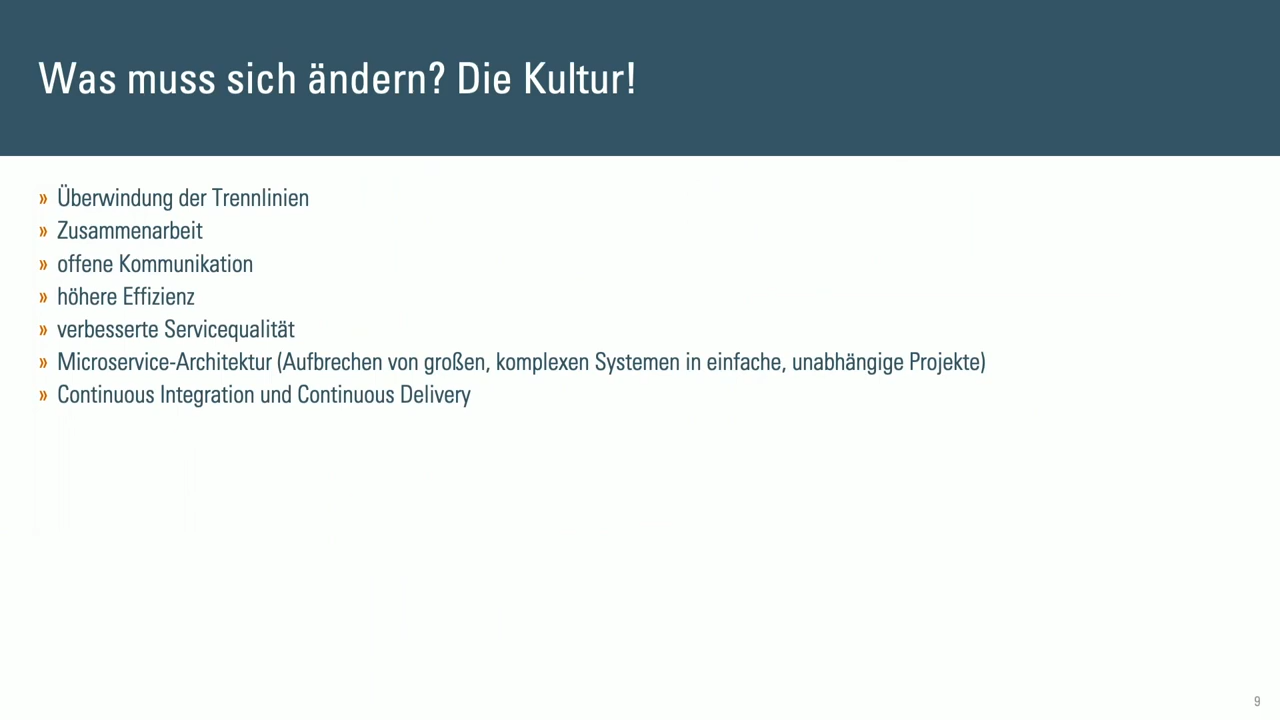 Was muss sich ändern? Die Kultur!
» Überwindung der Trennlinien
» Zusammenarbeit
» offene Kommunikation
» höhere Effizienz
» verbesserte Servicequalität
» Microservice-Architektur (Aufbrechen von großen, komplexen Systemen in einfache, unabhängige Projekte)
» Continuous Integration und Continuous Delivery
9